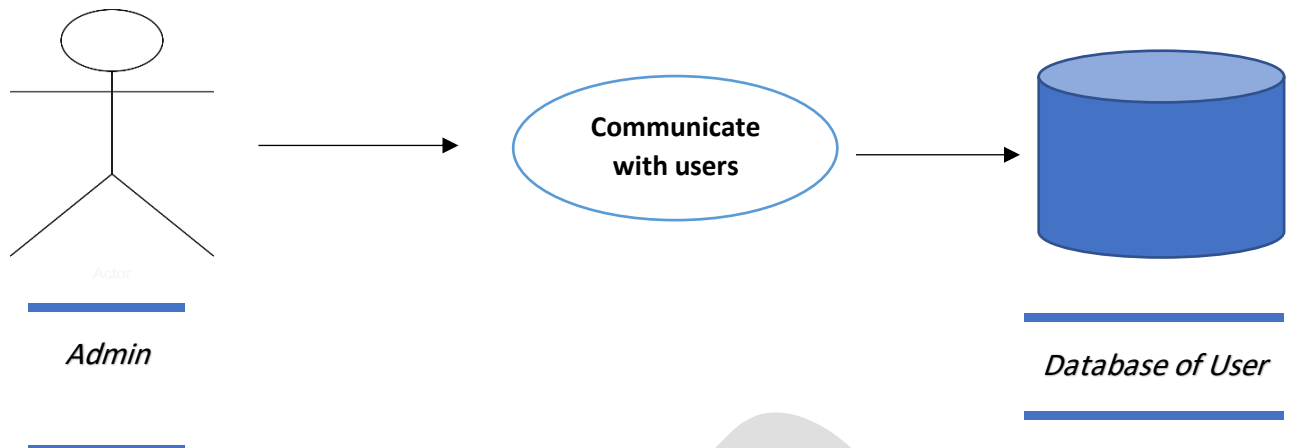 Communicate
with users
Actor
Admin
Database of User